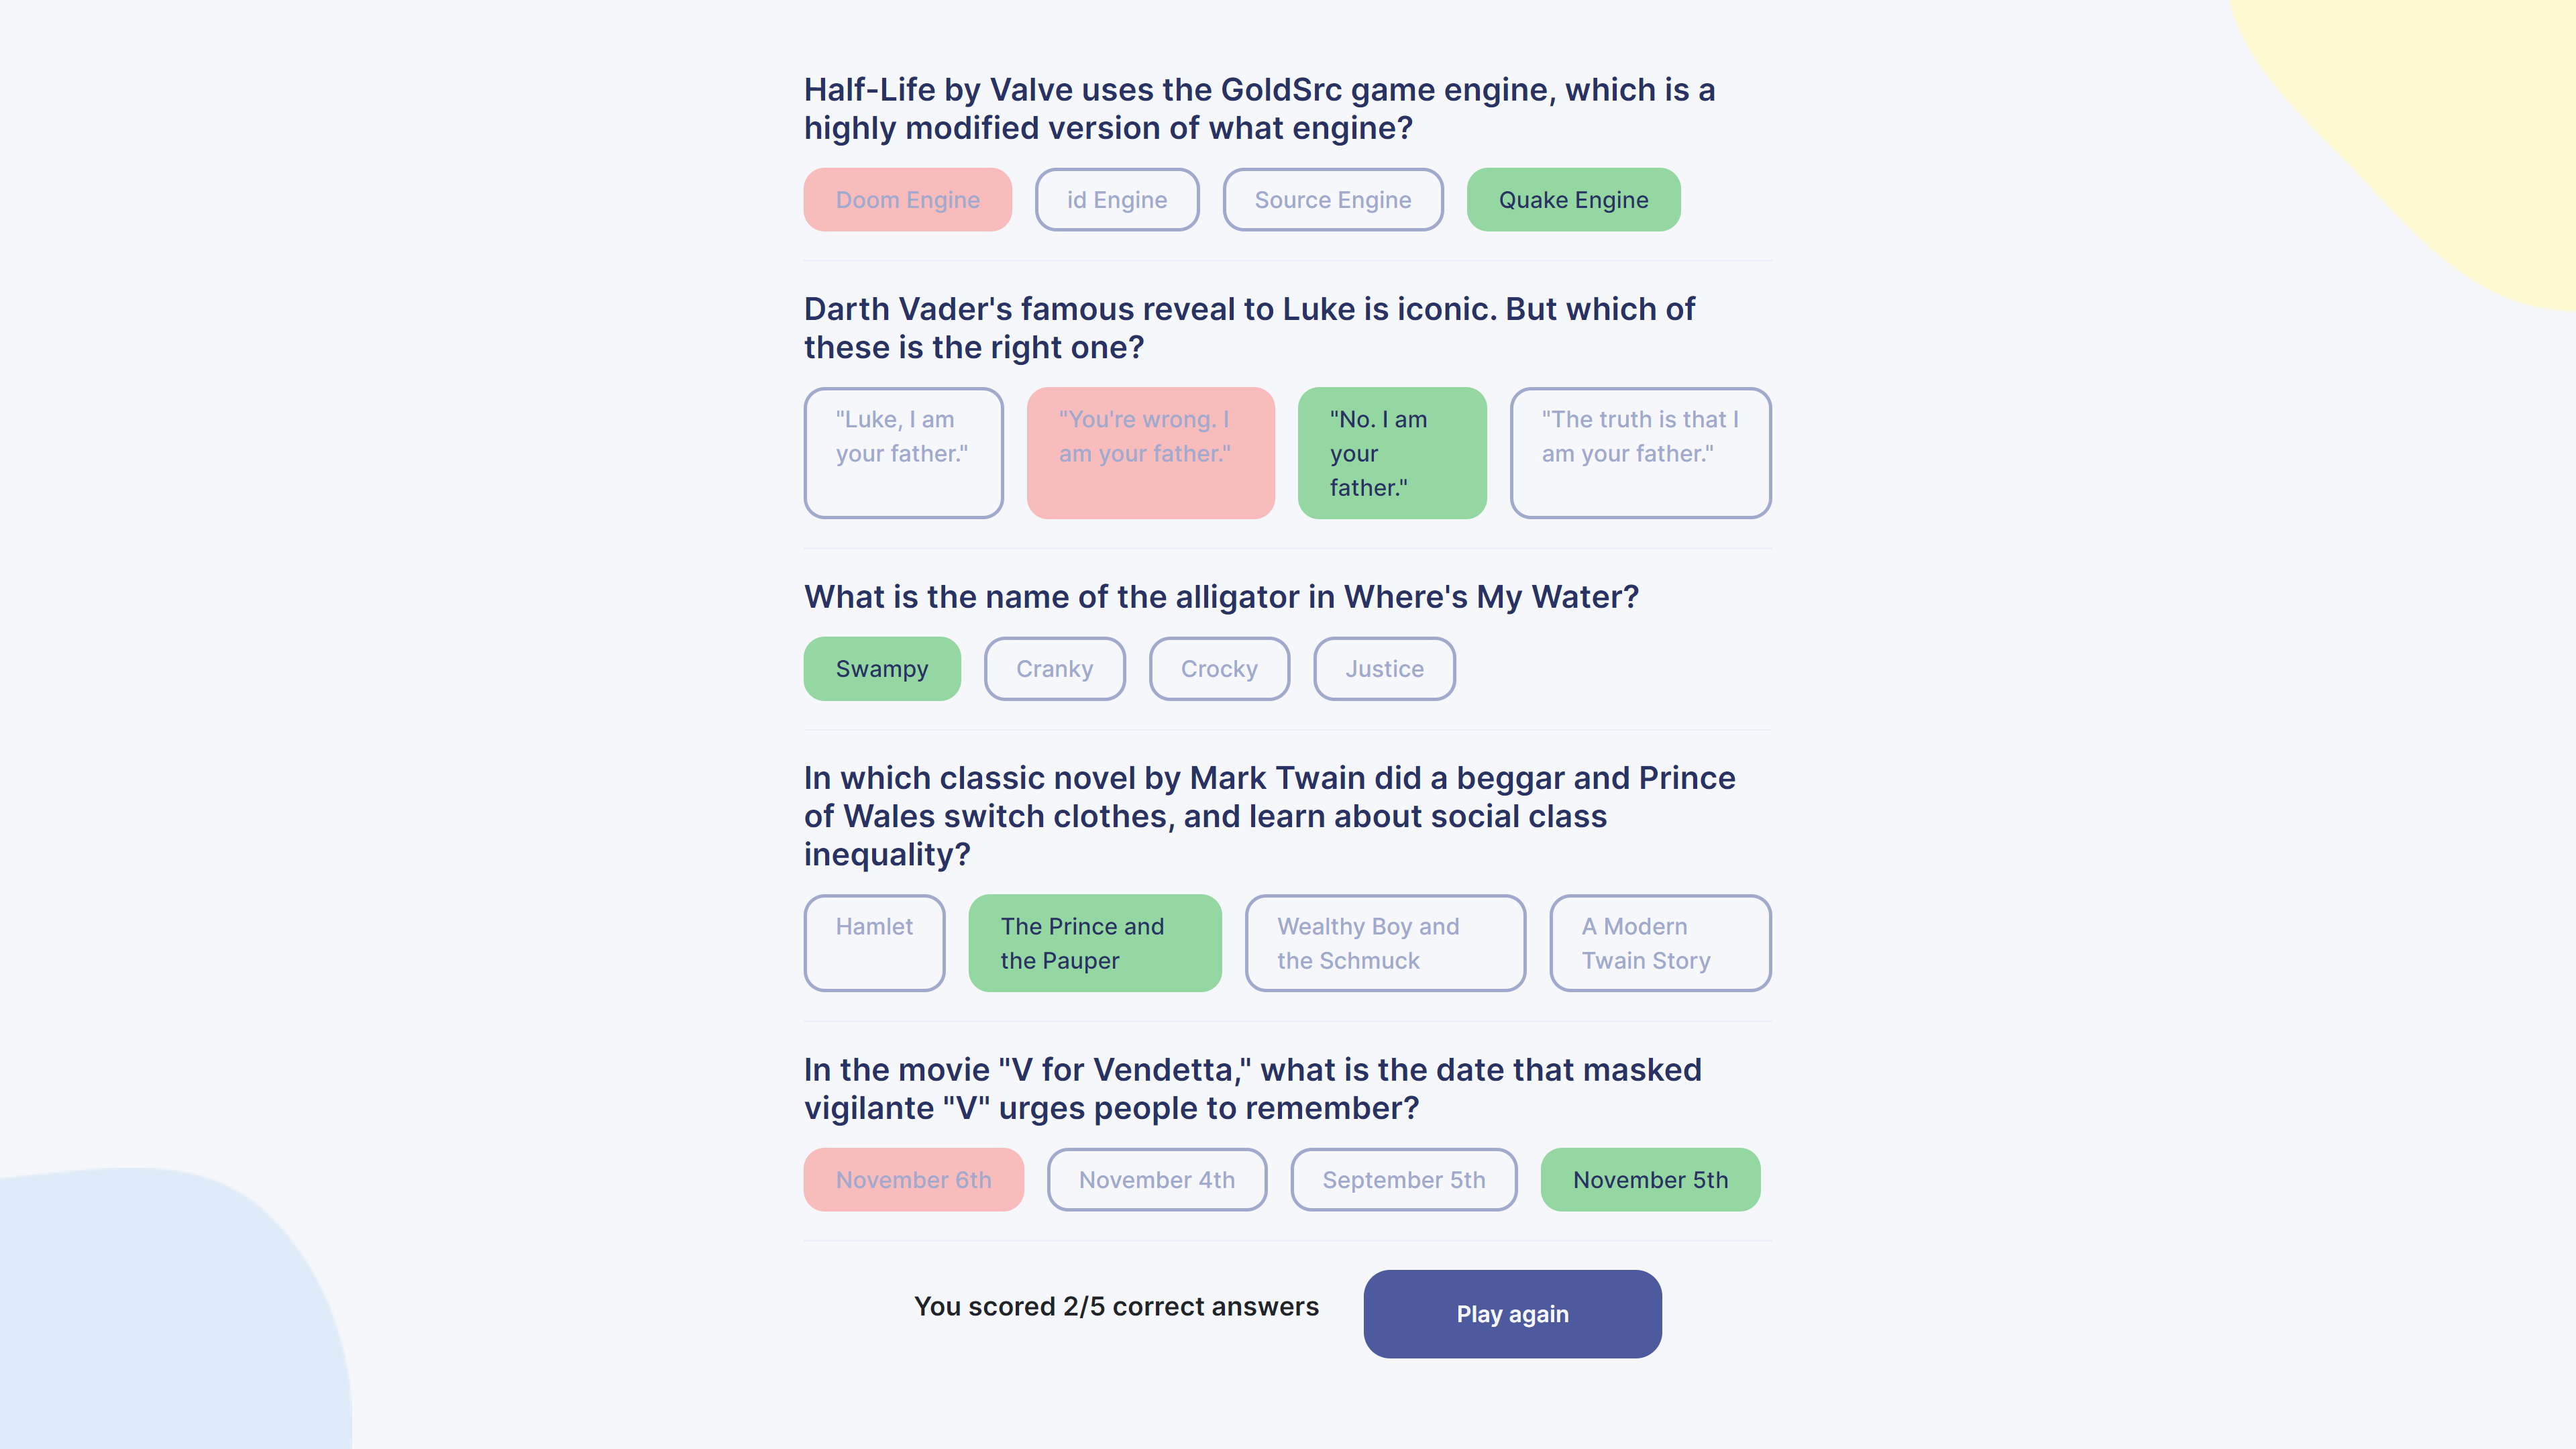 Half-Life by Valve uses the GoldSrc game engine, which is a
highly modified version of what engine?
Doom Engine id Engine Source Engine Quake Engine
Darth Vader's famous reveal to Luke is iconic. But which of
these is the right one?
"Luke, I am
your father."
"You're wrong. I
am your father."
"No. I am
your
father."
"The truth is that I
am your father."
What is the name of the alligator in Where's My Water?
Swampy Cranky Crocky Justice
In which classic novel by Mark Twain did a beggar and Prince
of Wales switch clothes, and learn about social class
inequality?
Hamlet
The Prince and
the Pauper
Wealthy Boy and
the Schmuck
A Modern
Twain Story
In the movie "V for Vendetta," what is the date that masked
vigilante "V" urges people to remember?
November 6th November 4th September 5th November 5th
You scored 2/5 correct answers
Play again